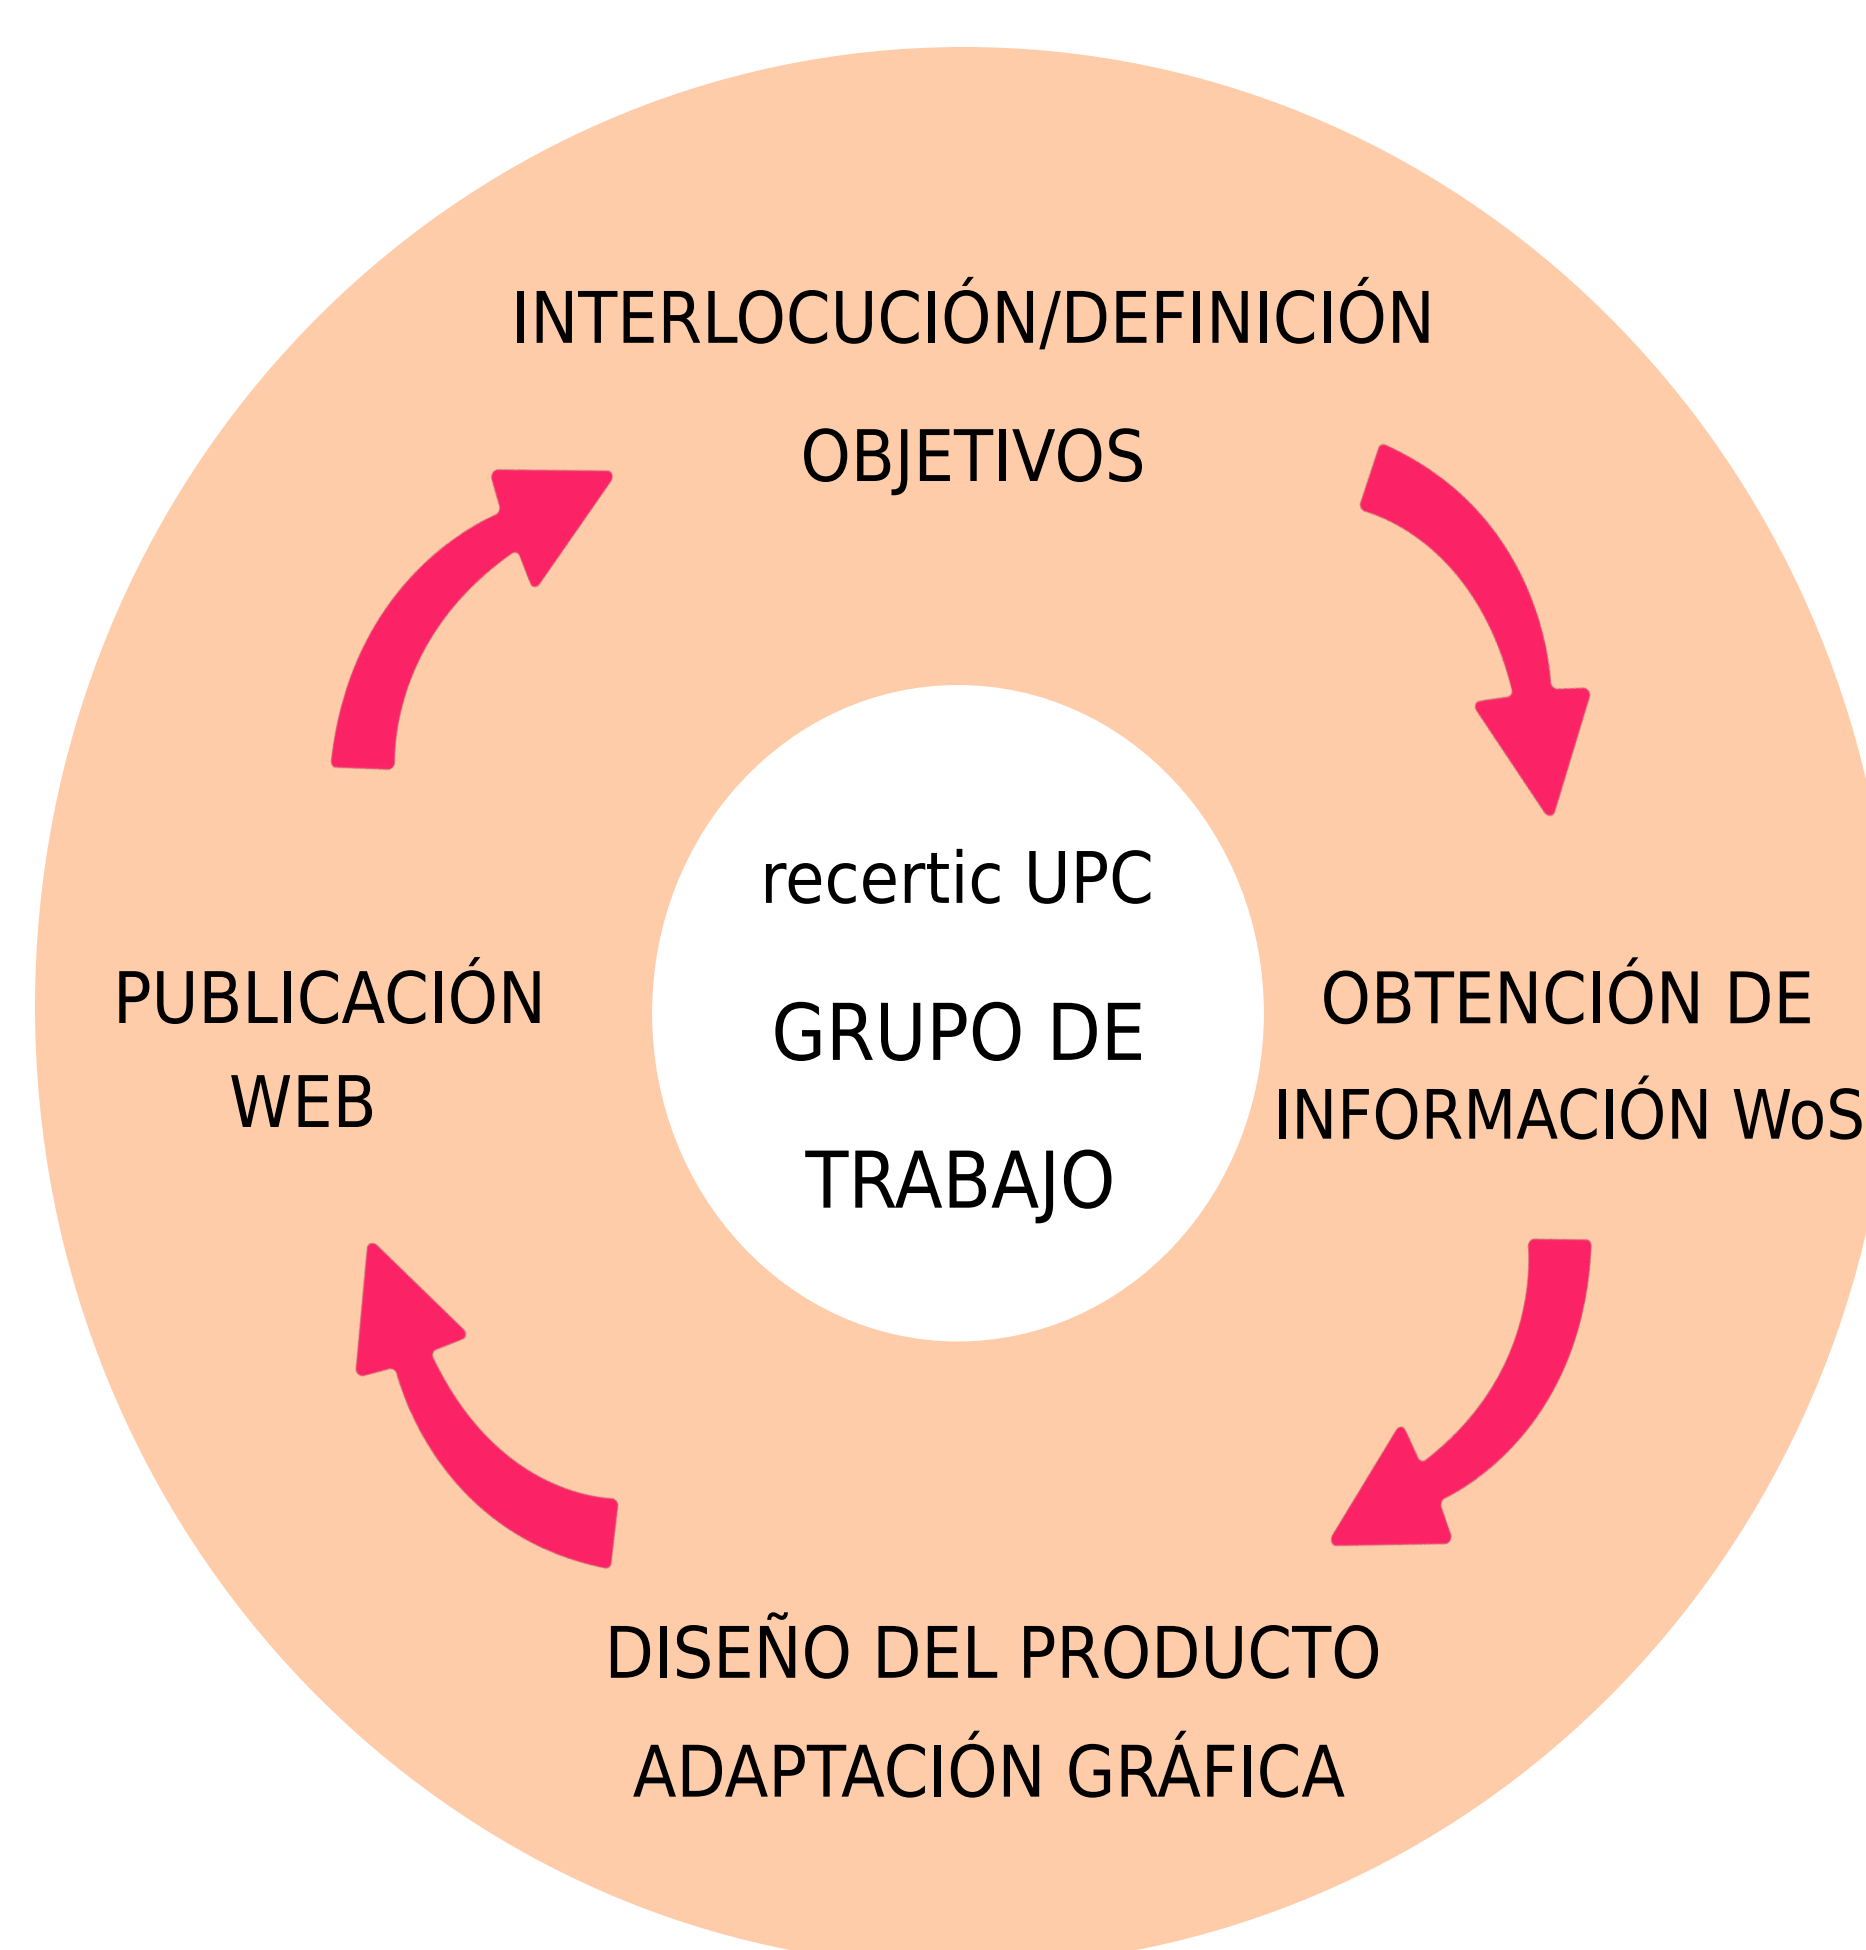 INTERLOCUCIÓN/DEFINICIÓN
OBJETIVOS
recertic UPC
GRUPO DE
TRABAJO
PUBLICACIÓN
WEB
OBTENCIÓN DE
INFORMACIÓN WoS
DISEÑO DEL PRODUCTO
ADAPTACIÓN GRÁFICA